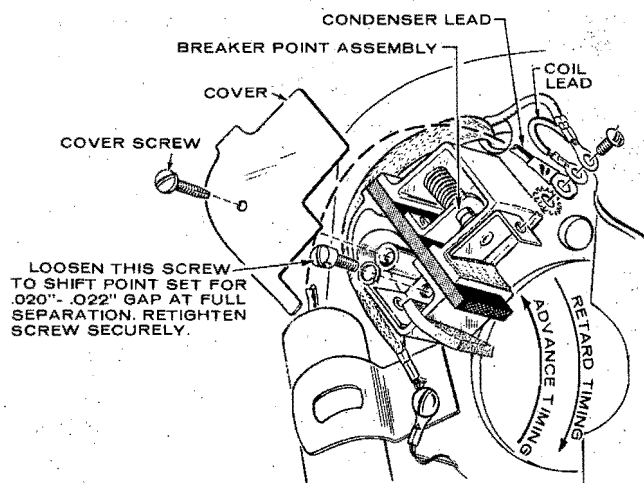 CONDENSER LEAD
BREAKER POINT ASSEMBLY
COIL
LEAD
COVER
COVER SCREW
LOOSEN THIS SCREW
TO SHIFT POINT SET FOR
.020"-.022" GAP AT FULL
SEPARATION. RETIGHTEN
SCREW SECURELY.
RETARD TIMING
ADVANCE TIMING